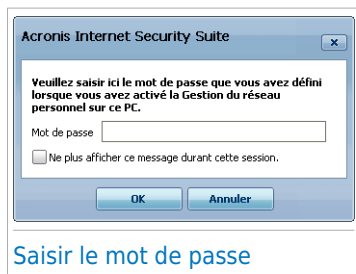 Acronis Internet Security Suite
Veuillez saisir ici le mot de passe que vous avez défini
lorsque vous avez activé la Gestion du réseau
personnel sur ce PC.
Mot de passe
Ne plus afficher ce message durant cette session.
OK Annuler
Saisir le mot de passe